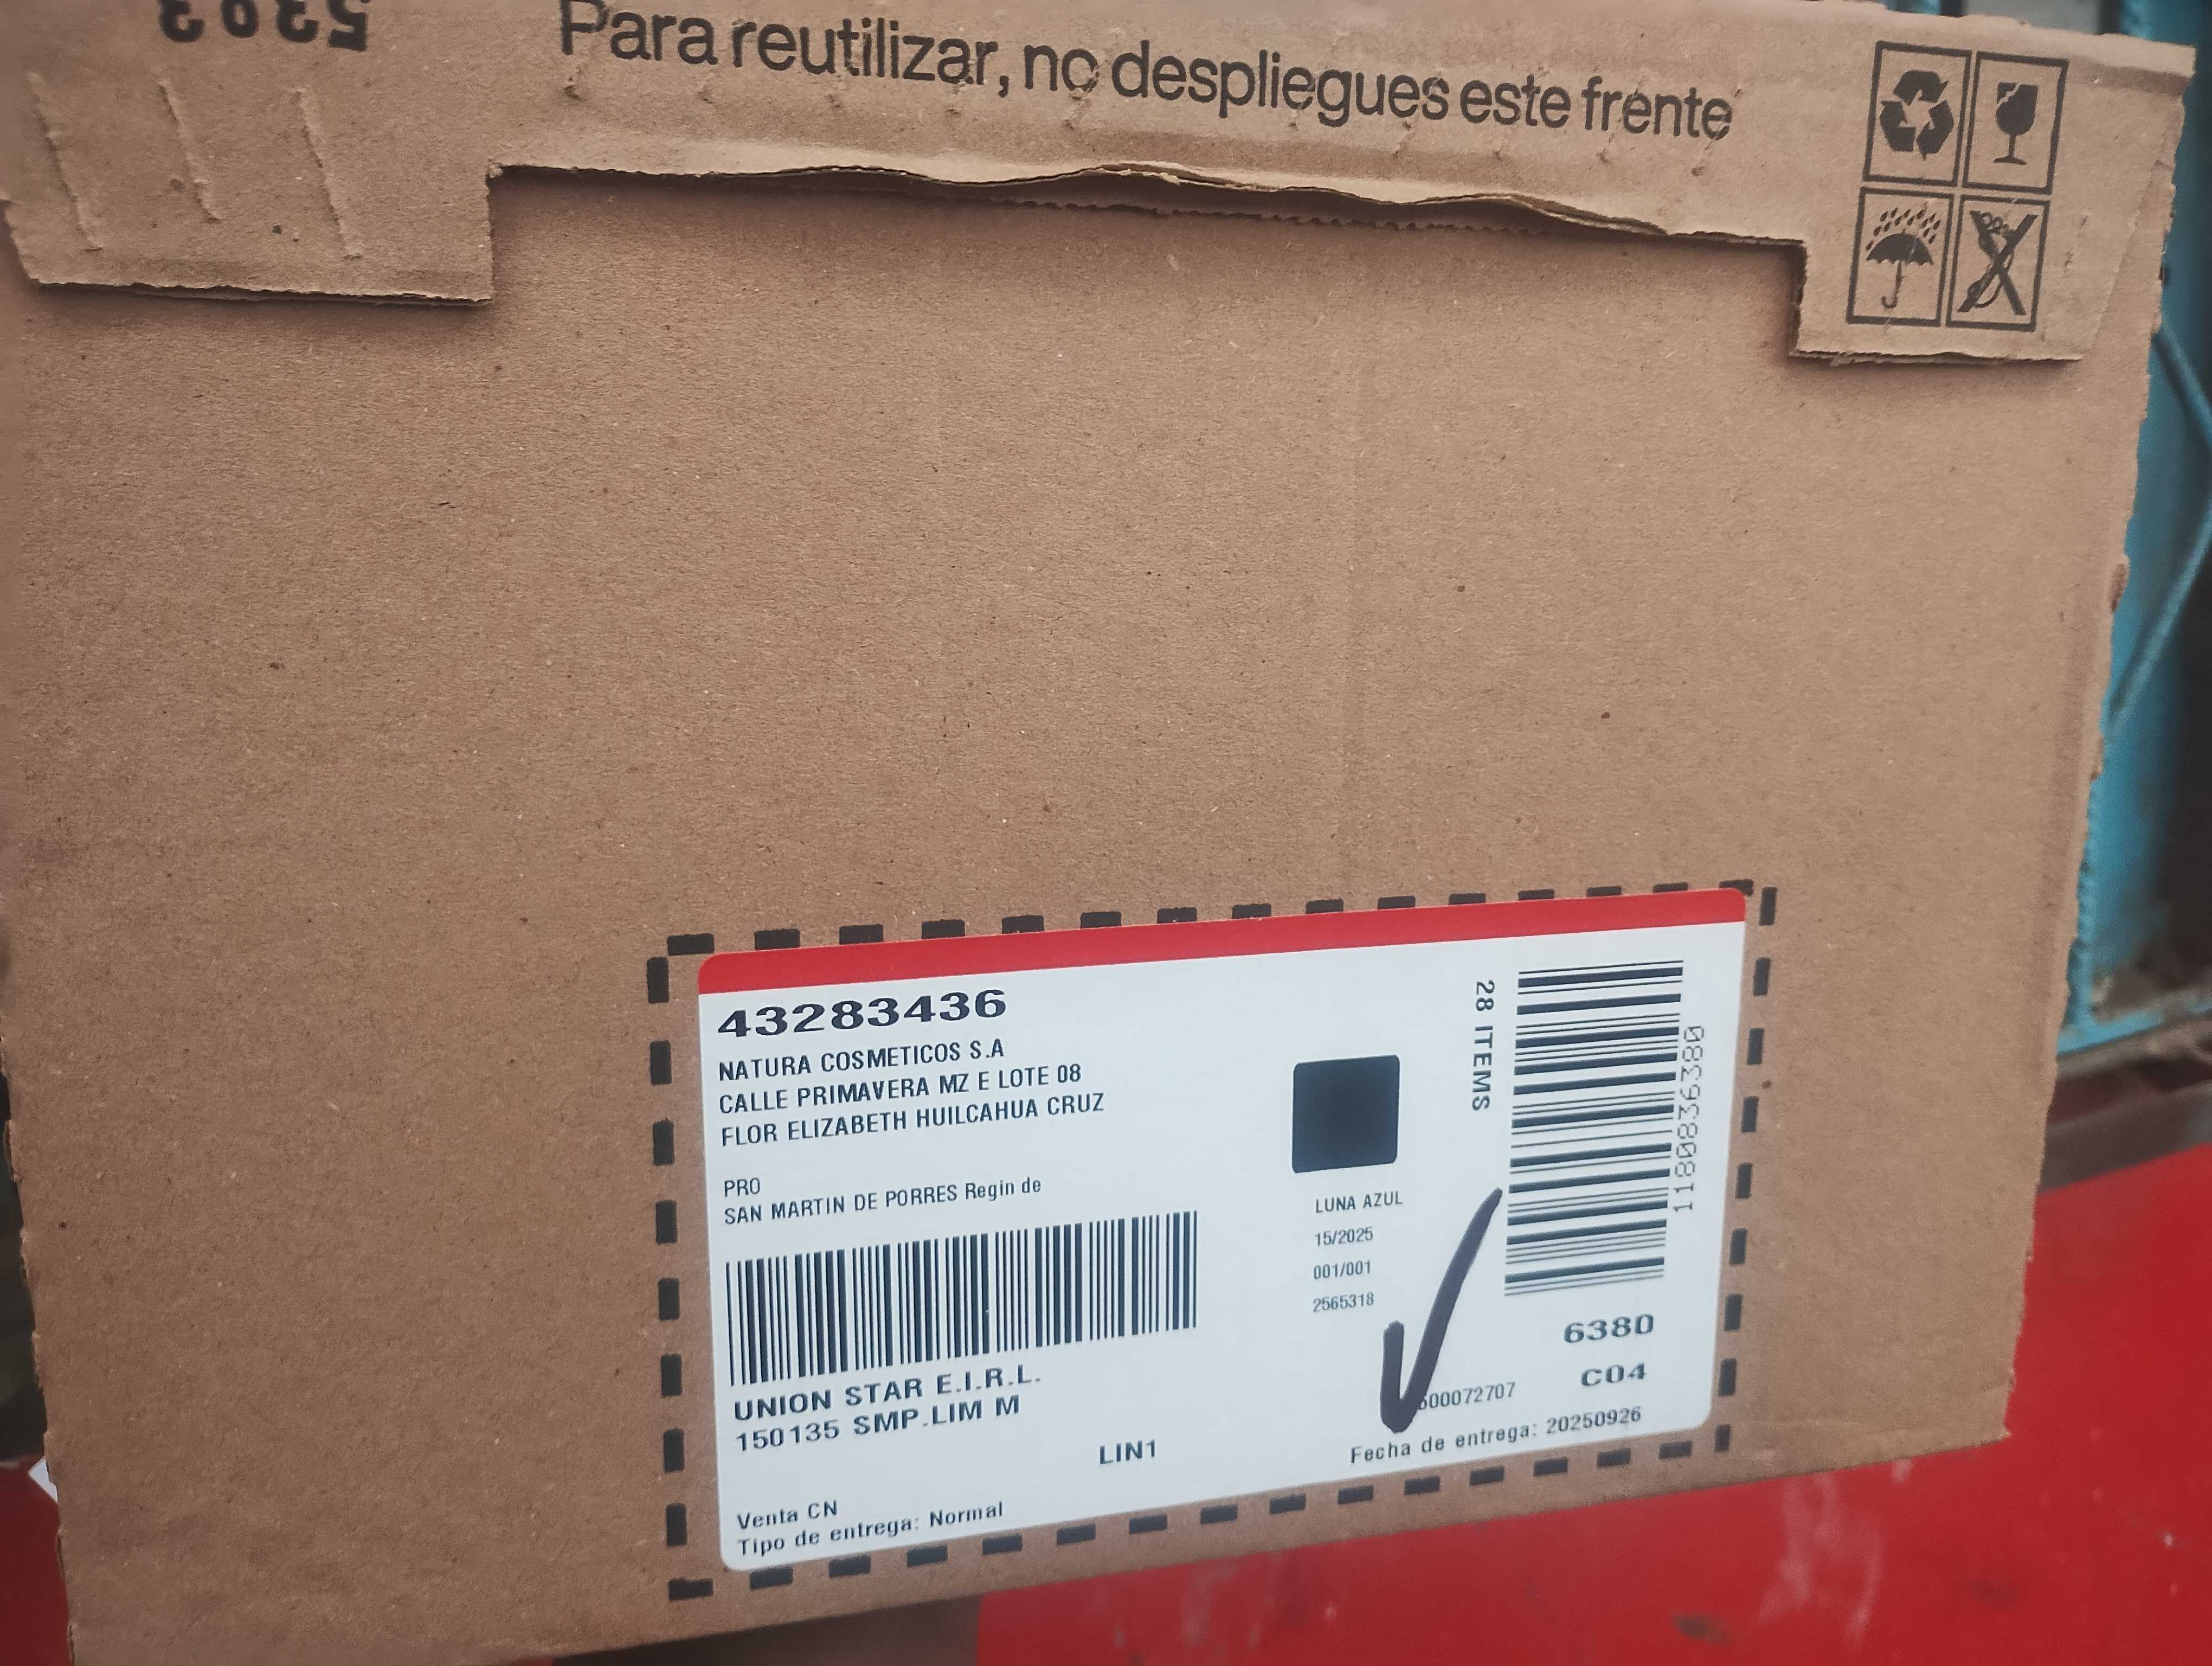 Para reutilizar, no despliegues este frente
43283436
NATURA COSMETICOS S.A
CALLE PRIMAVERA MZ E LOTE 08
FLOR ELIZABETH HUILCAHUA CRUZ
PRO
SAN MARTIN DE PORRES Regin de
UNION STAR E.I.R.L.
150135 SMP.LIM M
LIN1
Venta CN
Tipo de entrega: Normal
LUNA AZUL
15/2025
001/001
2565318
28 ITEMS
11808363​80
6380
C04
Fecha de entrega: 20250926